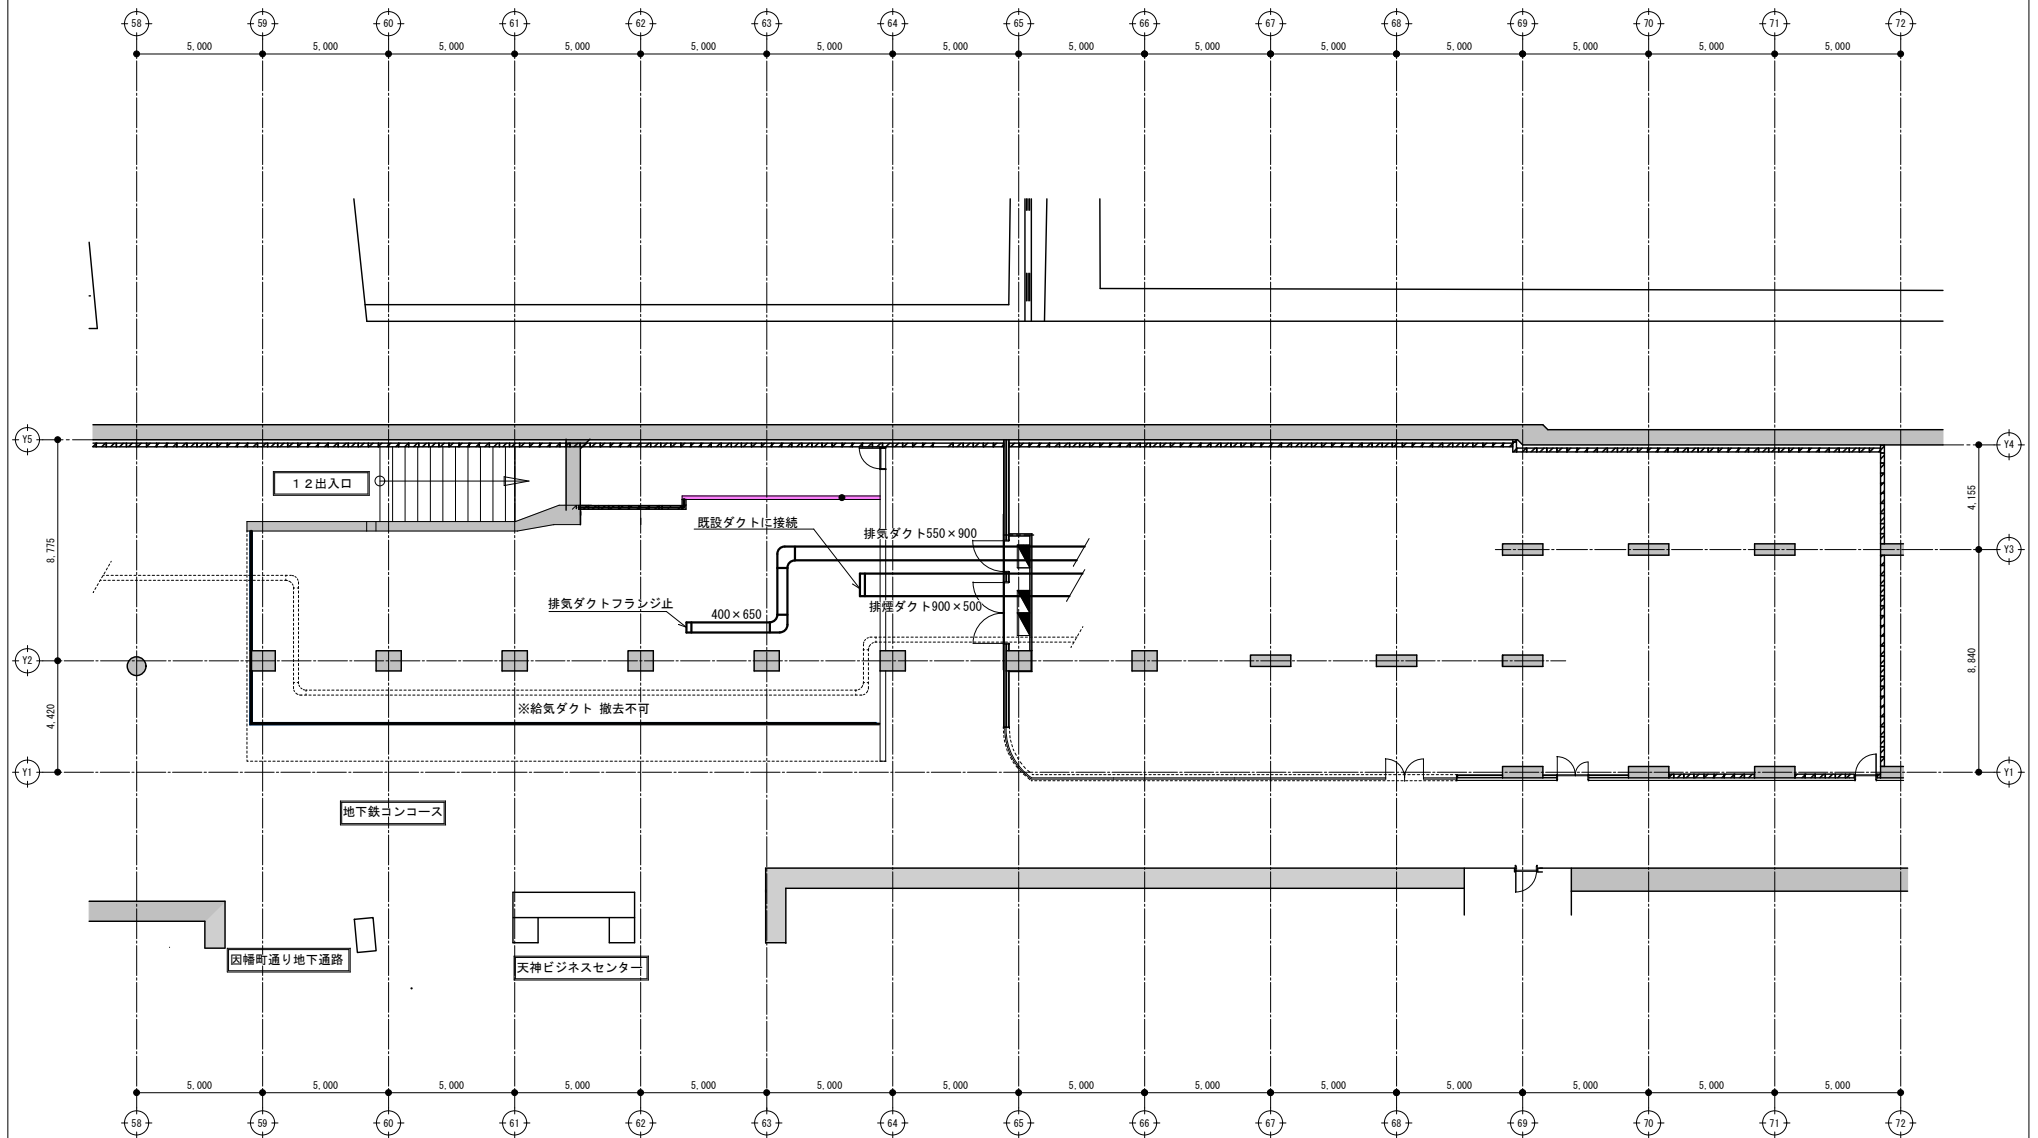 58 59 60 61 62 63 64 65 66 67 68 69 70 71 72
5,000 5,000 5,000 5,000 5,000 5,000 5,000 5,000 5,000 5,000 5,000 5,000 5,000 5,000
Y5
Y4
12出入口
4,155
既設ダクトに接続
排気ダクト550×900
8,775
Y3
排気ダクトフランジ止
400×650
排煙ダクト900×500
Y2
8,840
※給気ダクト 撤去不可
4,420
Y1
Y1
地下鉄コンコース
因幡町通り地下通路
天神ビジネスセンター
5,000 5,000 5,000 5,000 5,000 5,000 5,000 5,000 5,000 5,000 5,000 5,000 5,000 5,000
58 59 60 61 62 63 64 65 66 67 68 69 70 71 72